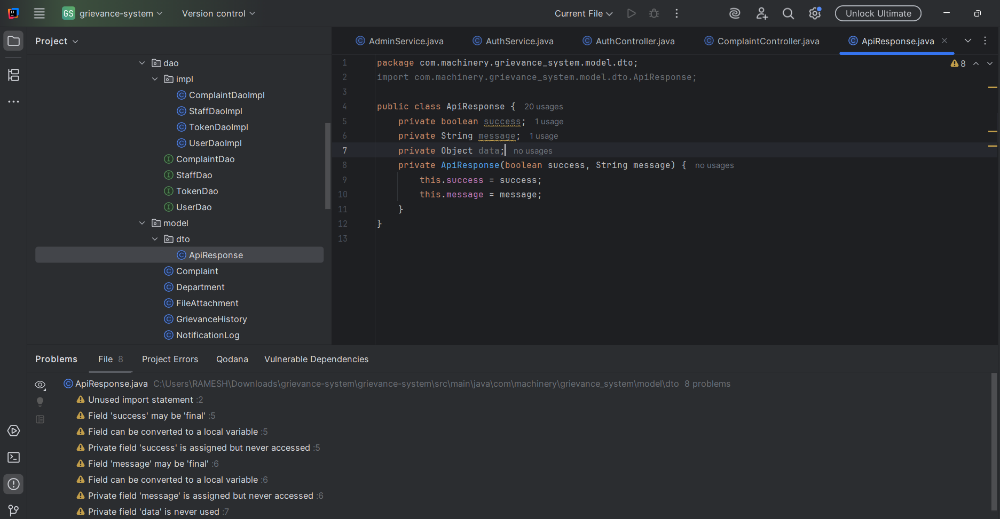 GS grievance-system Version control Current File Unlock Ultimate
Project
AdminService.java AuthService.java AuthController.java ComplaintController.java ApiResponse.java
dao
impl
ComplaintDaoImpl
StaffDaoImpl
TokenDaoImpl
UserDaoImpl
ComplaintDao
StaffDao
TokenDao
UserDao
model
dto
ApiResponse
Complaint
Department
FileAttachment
GrievanceHistory
NotificationLog
8
1 package com.machinery.grievance_system.model.dto;
2 import com.machinery.grievance_system.model.dto.ApiResponse;
3
4 public class ApiResponse { 20 usages
5 private boolean success; 1 usage
6 private String message; 1 usage
7 private Object data; no usages
8 private ApiResponse(boolean success, String message) { no usages
9 this.success = success;
10 this.message = message;
11 }
12 }
13
Problems File 8 Project Errors Qodana Vulnerable Dependencies
ApiResponse.java C:\Users\RAMESH\Downloads\grievance-system\grievance-system\src\main\java\com\machinery\grievance_system\model\dto 8 problems
Unused import statement :2
Field 'success' may be 'final' :5
Field can be converted to a local variable :5
Private field 'success' is assigned but never accessed :5
Field 'message' may be 'final' :6
Field can be converted to a local variable :6
Private field 'message' is assigned but never accessed :6
Private field 'data' is never used :7